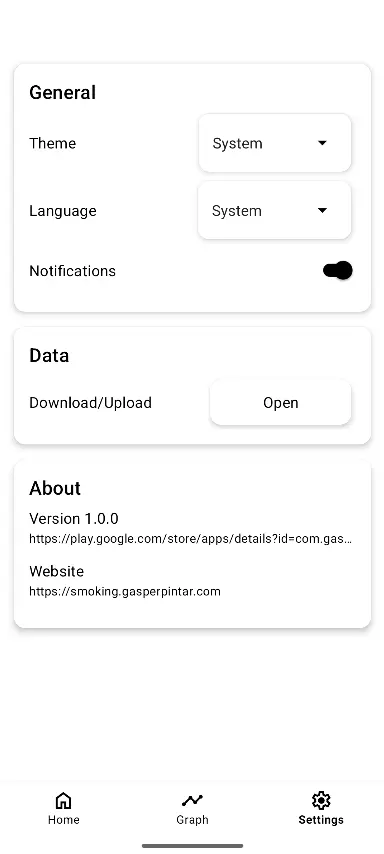 General
Theme
System
Language
System
Notifications
Data
Download/Upload
Open
About
Version 1.0.0
https://play.google.com/store/apps/details?id=com.gas...
Website
https://smoking.gasperpintar.com
Home
Graph
Settings